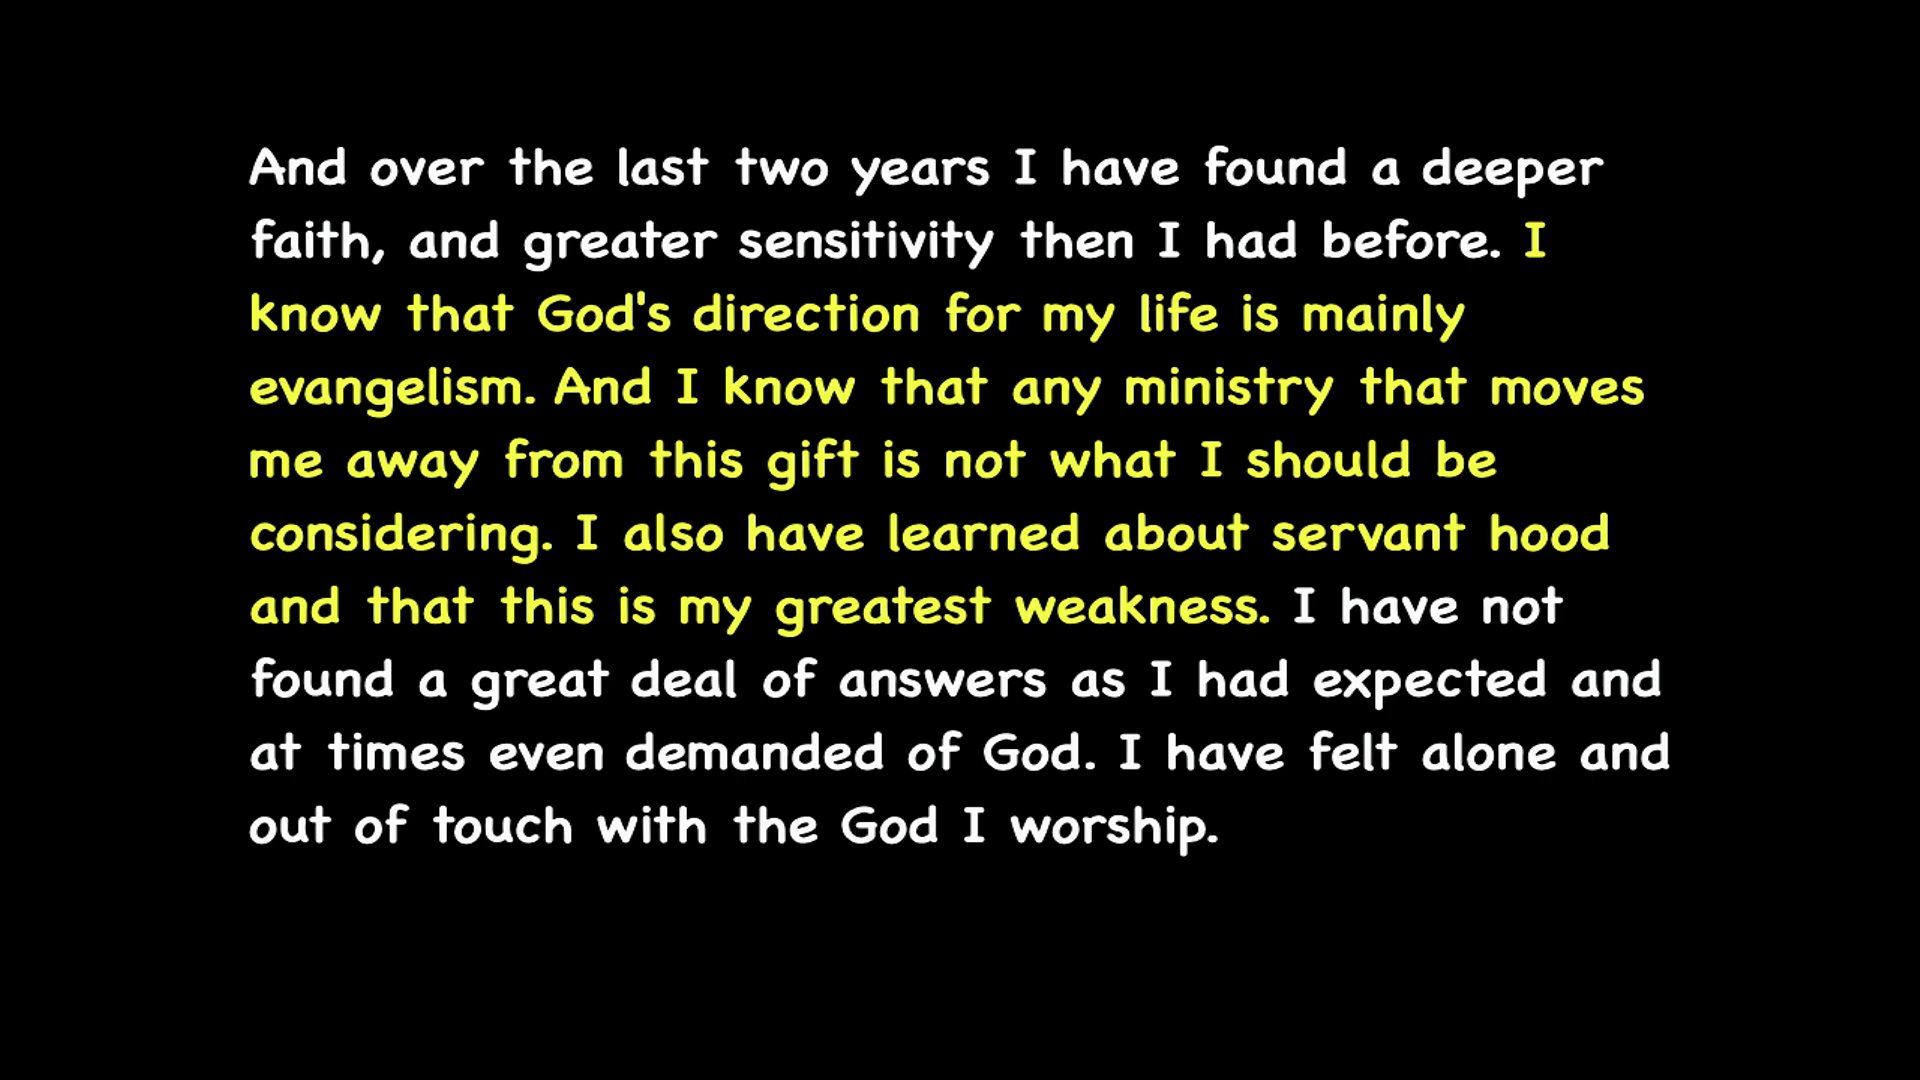 And over the last two years I have found a deeper
faith, and greater sensitivity then I had before. I
know that God's direction for my life is mainly
evangelism. And I know that any ministry that moves
me away from this gift is not what I should be
considering. I also have learned about servant hood
and that this is my greatest weakness. I have not
found a great deal of answers as I had expected and
at times even demanded of God. I have felt alone and
out of touch with the God I worship.